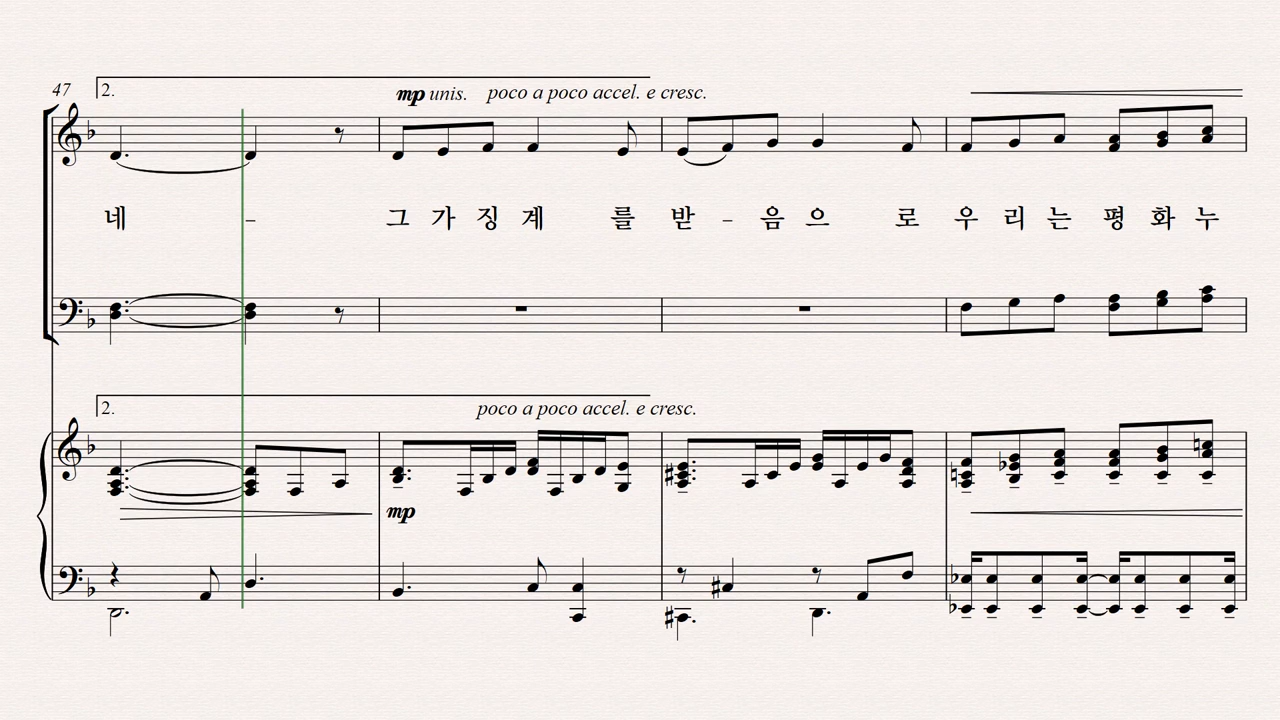 47
2.
mp unis. poco a poco accel. e cresc.
네 - 그 가 징 계 를 받 - 음 으 로 우 리 는 평 화 누
2.
poco a poco accel. e cresc.
mp